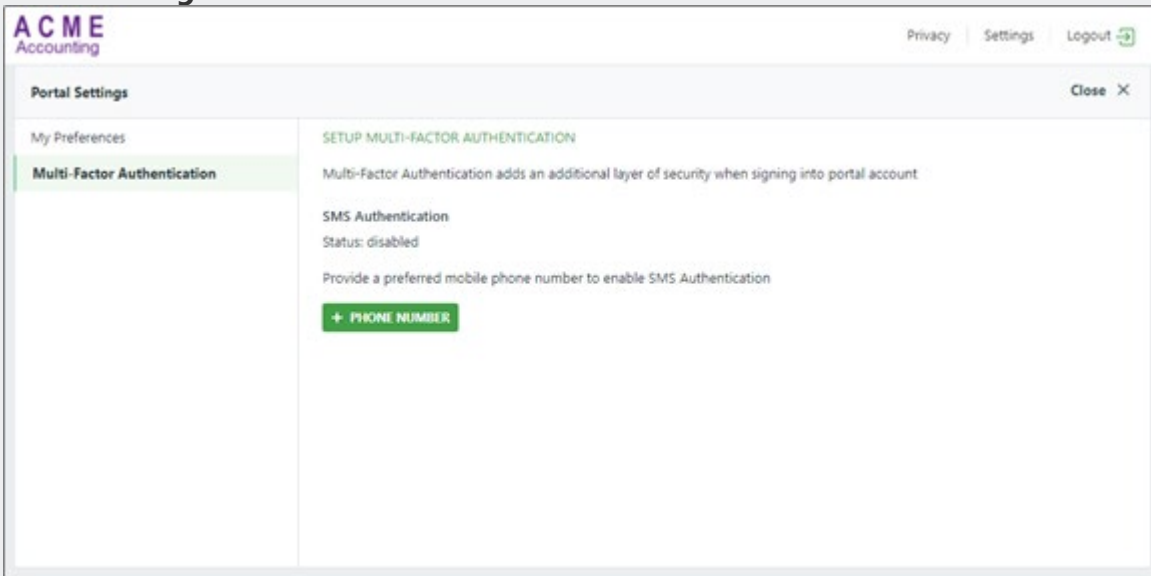 ACME
Accounting
Privacy Settings Logout
Portal Settings Close
My Preferences
Multi-Factor Authentication
SETUP MULTI-FACTOR AUTHENTICATION
Multi-Factor Authentication adds an additional layer of security when signing into portal account
SMS Authentication
Status: disabled
Provide a preferred mobile phone number to enable SMS Authentication
+ PHONE NUMBER